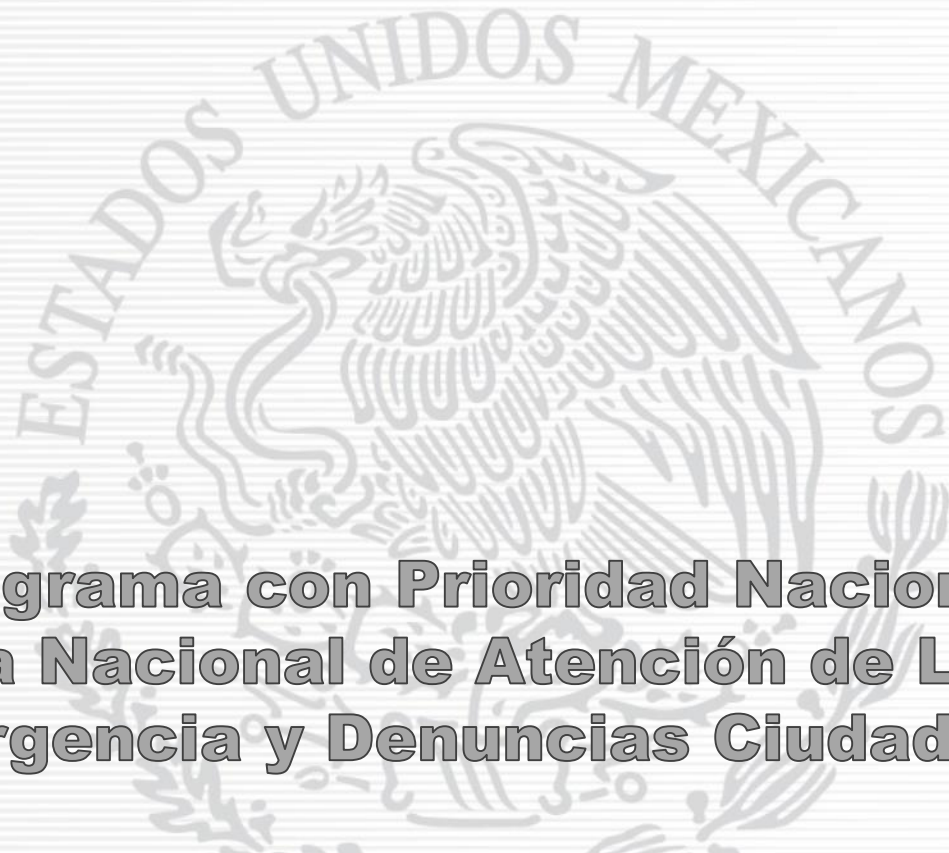 ESTADOS UNIDOS MEXICANOS
grama con Prioridad Nacion
a Nacional de Atención de L
rgencia y Denuncias Ciudad